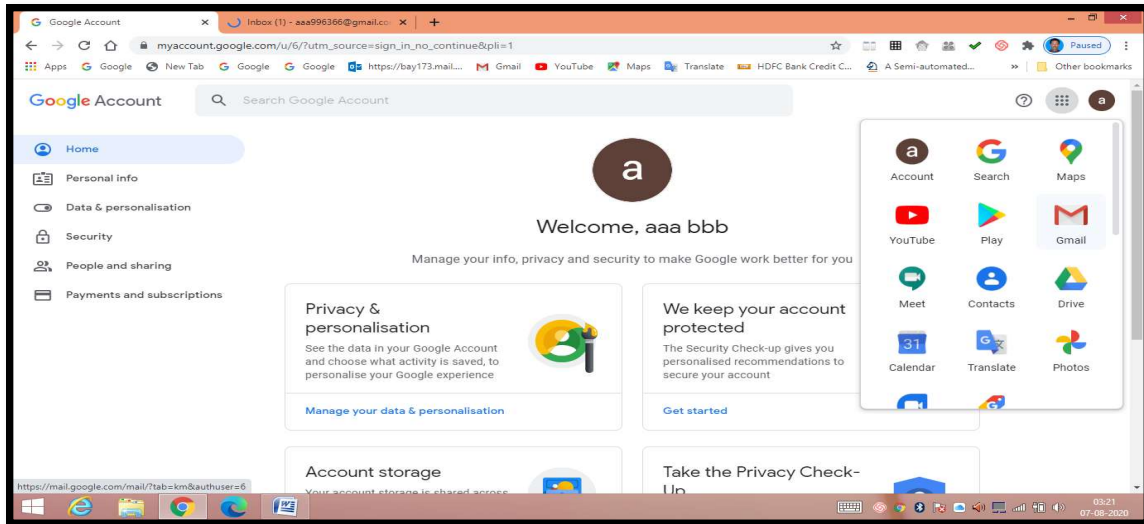 Google Account
Inbox (1) - aaa996366@gmail.co
myaccount.google.com/u/6/?utm_source=sign_in_no_continue&pli=1
Paused
Apps
Google
New Tab
Google
Google
https://bay173.mail....
Gmail
YouTube
Maps
Translate
HDFC Bank Credit C...
A Semi-automated...
»
Other bookmarks
Google Account
Search Google Account
a
Home
Personal info
Data & personalisation
Security
People and sharing
Payments and subscriptions
a
Welcome, aaa bbb
Manage your info, privacy and security to make Google work better for you
Privacy &
personalisation
See the data in your Google Account
and choose what activity is saved, to
personalise your Google experience
Manage your data & personalisation
We keep your account
protected
The Security Check-up gives you
personalised recommendations to
secure your account
Get started
Account storage
Your account storage is shared across
Take the Privacy Check-
Up
a
Account
Search
Maps
YouTube
Play
Gmail
Meet
Contacts
Drive
31
Calendar
Translate
Photos
https://mail.google.com/mail/?tab=km&authuser=6
03:21
07-08-2020